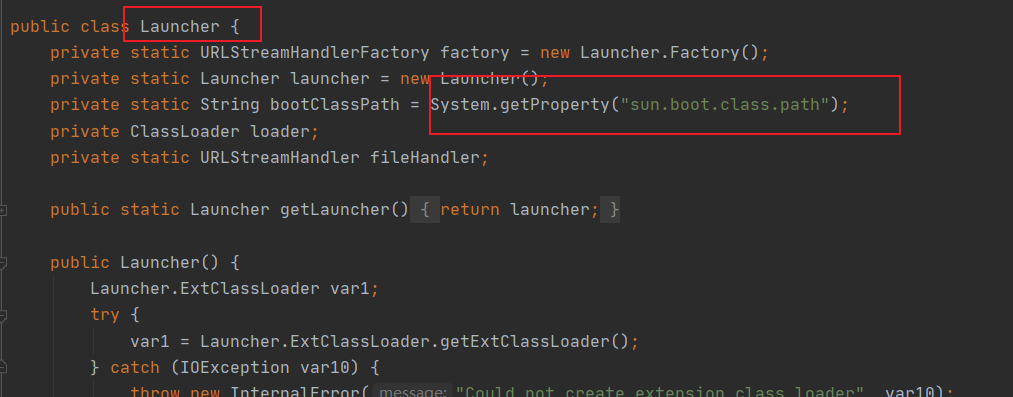 public class Launcher {
private static URLStreamHandlerFactory factory = new Launcher.Factory();
private static Launcher launcher = new Launcher();
private static String bootClassPath = System.getProperty("sun.boot.class.path");
private ClassLoader loader;
private static URLStreamHandler fileHandler;
public static Launcher getLauncher() { return launcher; }
public Launcher() {
Launcher.ExtClassLoader var1;
try {
var1 = Launcher.ExtClassLoader.getExtClassLoader();
} catch (IOException var10) {
throw new InternalError( message: "Could not create extension class loader", var10);